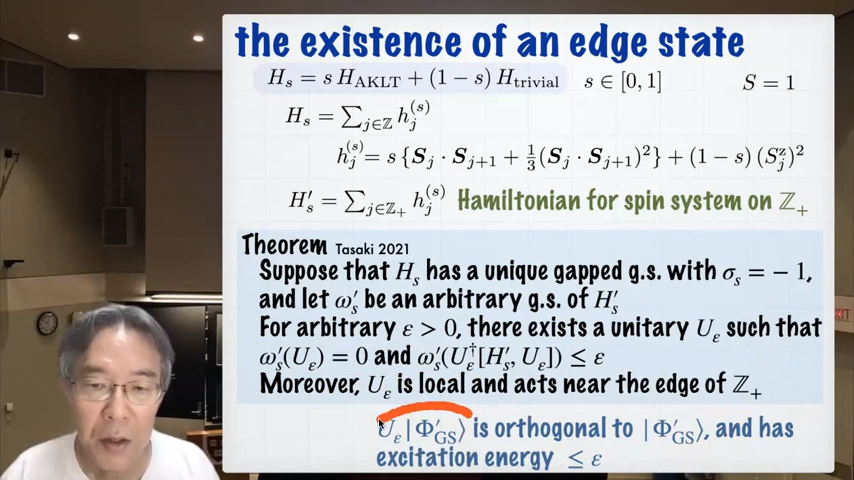 the existence of an edge state
H_s = s H_AKLT + (1 − s) H_trivial   s ∈ [0, 1]   S = 1
H_s = ∑_{j∈ℤ} h_j^{(s)}
h_j^{(s)} = s {S_j · S_{j+1} + 1/3 (S_j · S_{j+1})²} + (1 − s) (S_j^z)²
H′_s = ∑_{j∈ℤ_+} h_j^{(s)}   Hamiltonian for spin system on ℤ_+
Theorem Tasaki 2021
Suppose that H_s has a unique gapped g.s. with σ_s = − 1,
and let ω′_s be an arbitrary g.s. of H′_s
For arbitrary ε > 0, there exists a unitary U_ε such that
ω′_s(U_ε) = 0 and ω′_s(U_ε^†[H′_s, U_ε]) ≤ ε
Moreover, U_ε is local and acts near the edge of ℤ_+
U_ε|Φ′_GS⟩ is orthogonal to |Φ′_GS⟩, and has
excitation energy ≤ ε
EXIT